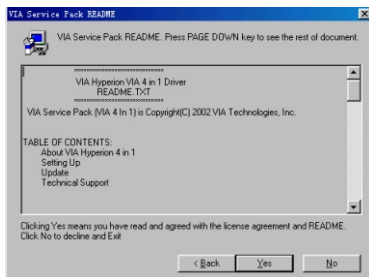 VIA Service Pack README
VIA Service Pack README. Press PAGE DOWN key to see the rest of document.
====================
VIA Hyperion VIA 4 in 1 Driver
README.TXT
====================
VIA Service Pack (VIA 4 In 1) is Copyright(C) 2002 VIA Technologies, Inc.
TABLE OF CONTENTS:
About VIA Hyperion 4 in 1
Setting Up
Update
Technical Support
Clicking Yes means you have read and agreed with the license agreement and README.
Click No to decline and Exit
< Back Yes No